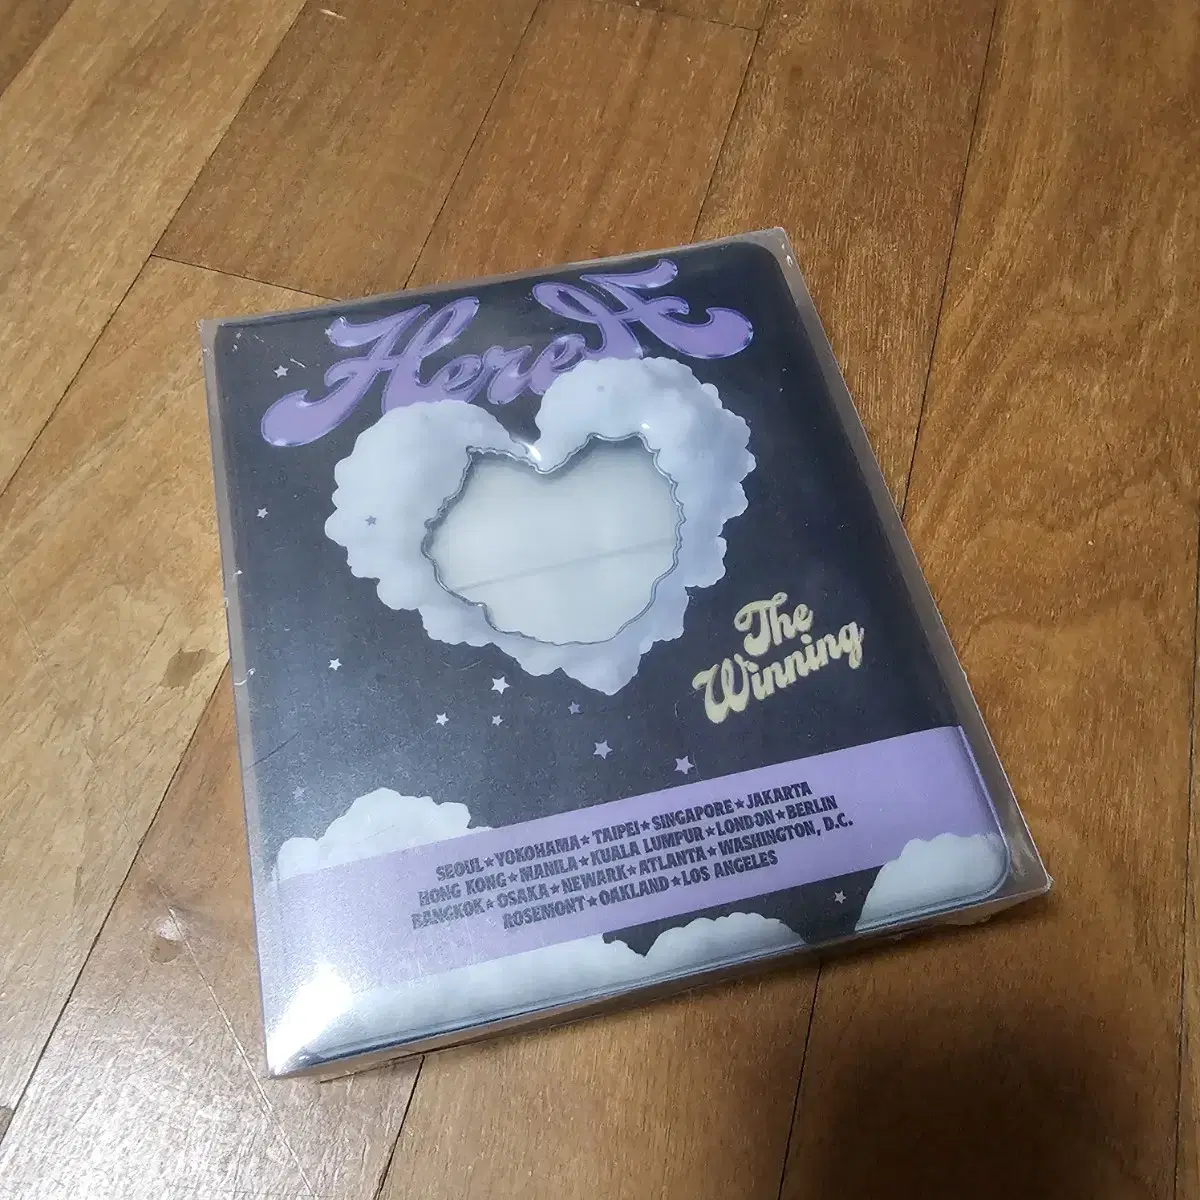 HereH
The
Winning
SEOUL★YOKOHAMA★TAIPEI★SINGAPORE★JAKARTA
HONG KONG★MANILA★KUALA LUMPUR★LONDON★BERLIN
BANGKOK★OSAKA★NEWARK★ATLANTA★WASHINGTON, D.C.
ROSEMONT★OAKLAND★LOS ANGELES